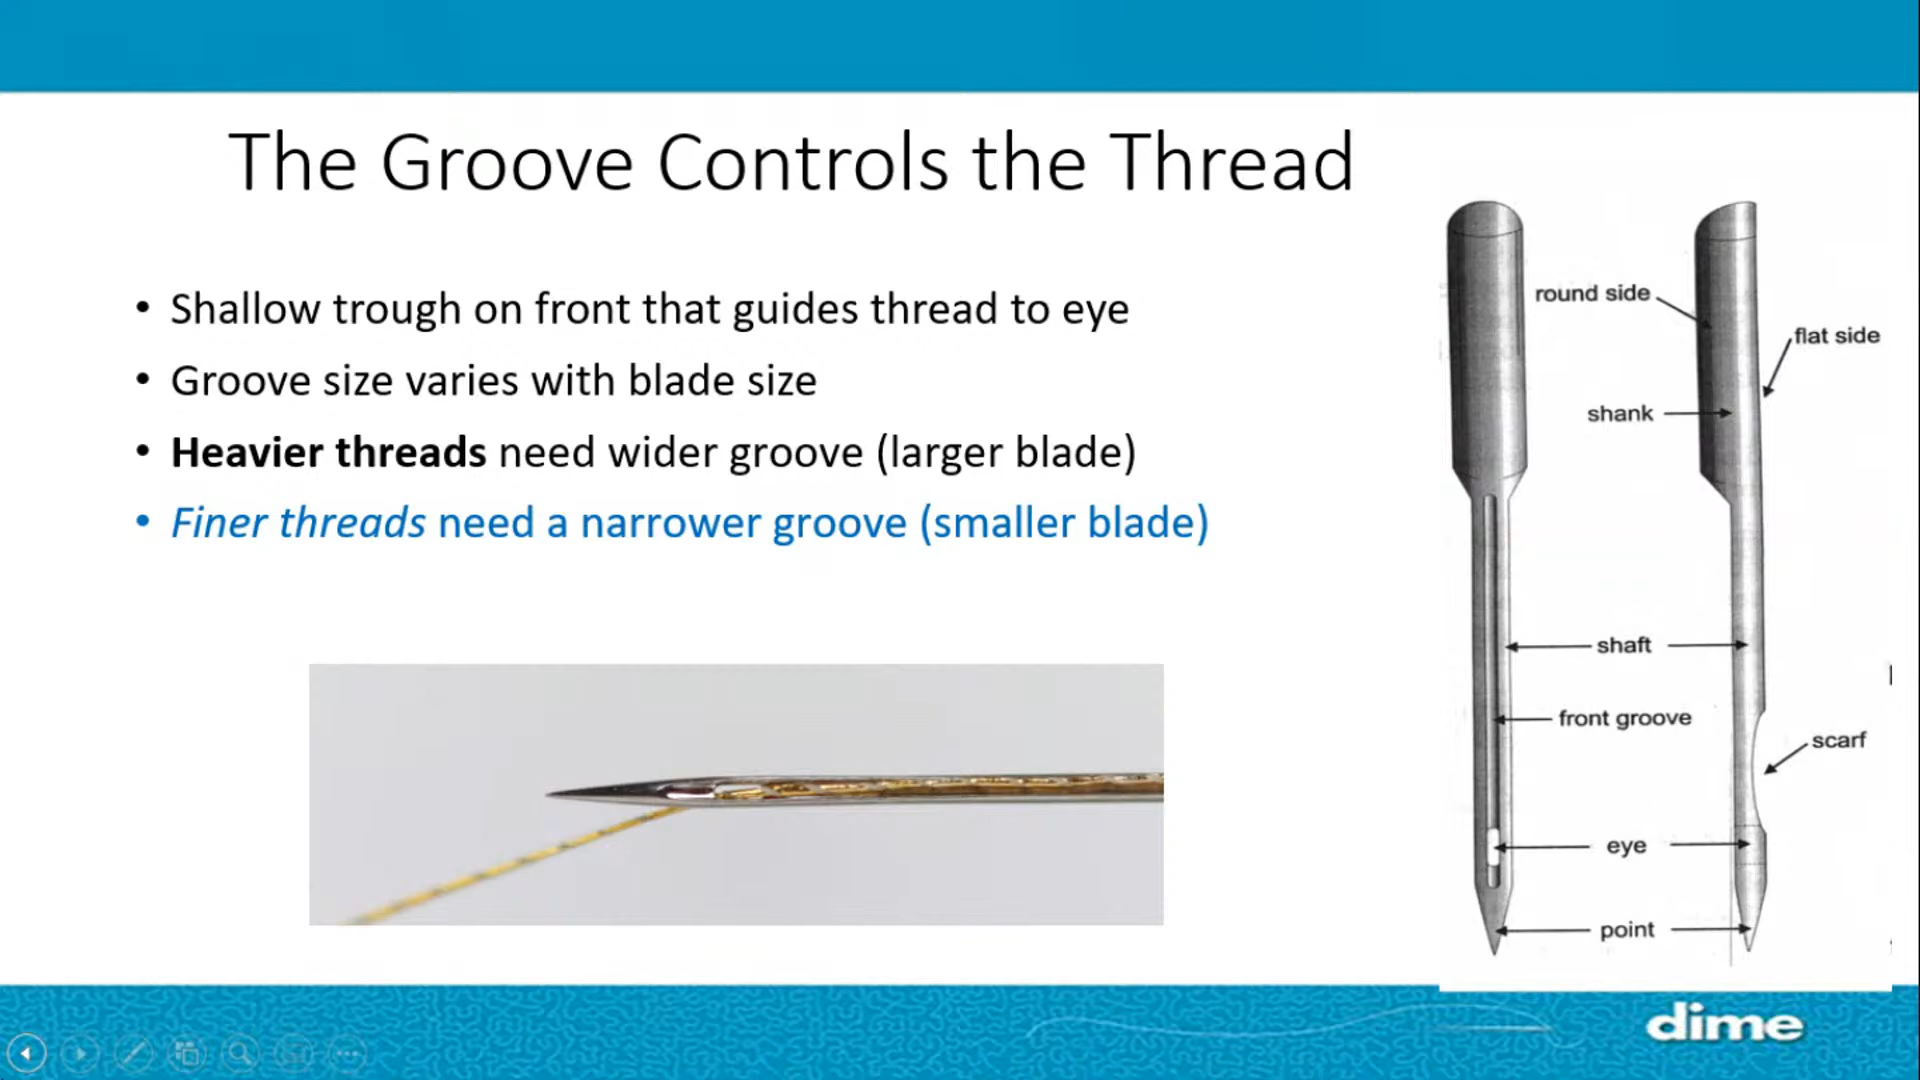 The Groove Controls the Thread
• Shallow trough on front that guides thread to eye
• Groove size varies with blade size
• Heavier threads need wider groove (larger blade)
• Finer threads need a narrower groove (smaller blade)
round side
flat side
shank
shaft
front groove
scarf
eye
point
dime